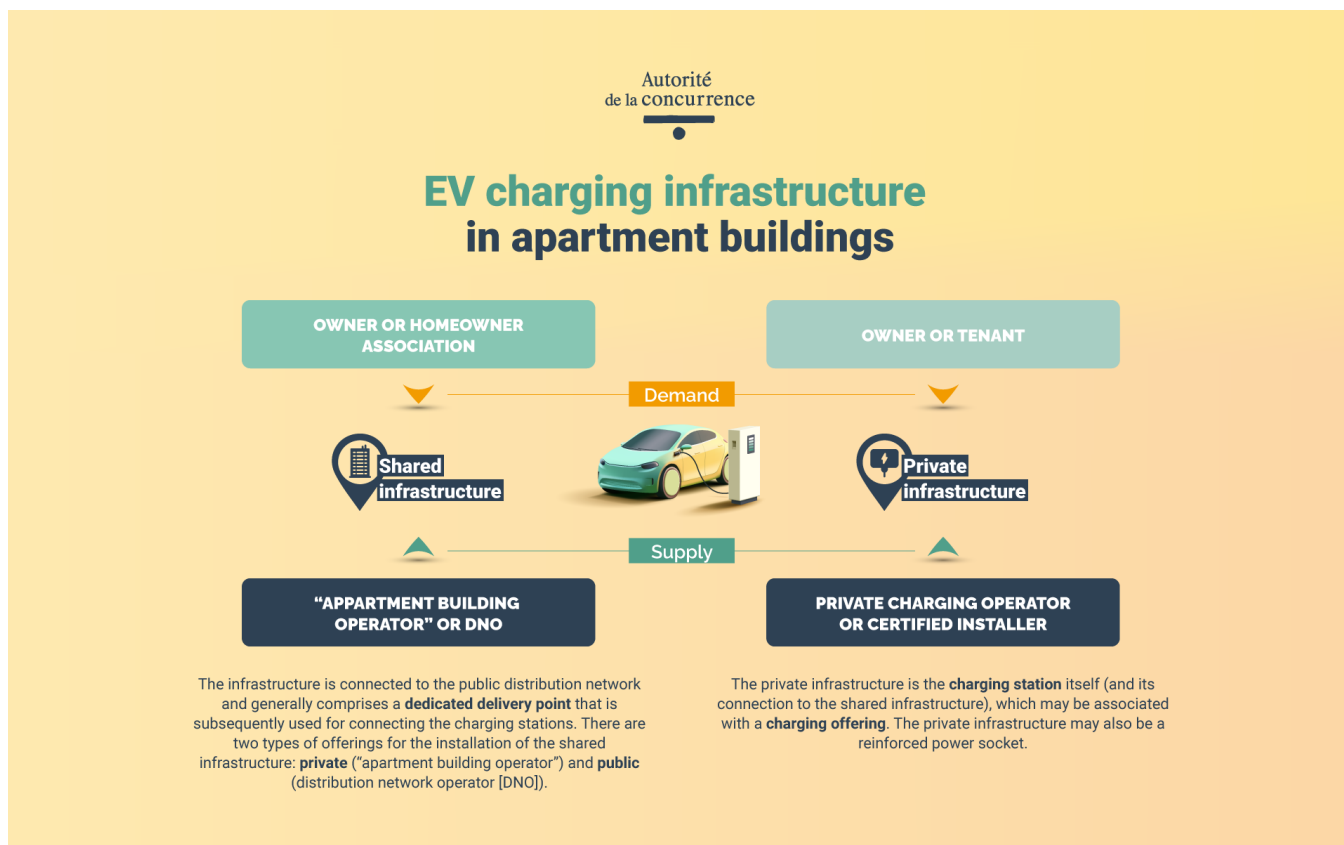 Autorité
de la concurrence
EV charging infrastructure
in apartment buildings
OWNER OR HOMEOWNER
ASSOCIATION
OWNER OR TENANT
Demand
Shared
infrastructure
Private
infrastructure
Supply
“APPARTMENT BUILDING
OPERATOR” OR DNO
PRIVATE CHARGING OPERATOR
OR CERTIFIED INSTALLER
The infrastructure is connected to the public distribution network
and generally comprises a dedicated delivery point that is
subsequently used for connecting the charging stations. There are
two types of offerings for the installation of the shared
infrastructure: private (“apartment building operator”) and public
(distribution network operator [DNO]).
The private infrastructure is the charging station itself (and its
connection to the shared infrastructure), which may be associated
with a charging offering. The private infrastructure may also be a
reinforced power socket.